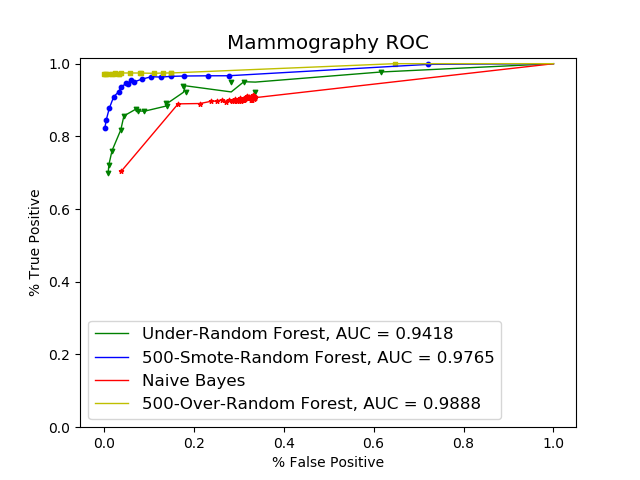 Mammography ROC
1.0
0.8
0.6
0.4
0.2
0.0
% True Positive
Under-Random Forest, AUC = 0.9418
500-Smote-Random Forest, AUC = 0.9765
Naive Bayes
500-Over-Random Forest, AUC = 0.9888
0.0 0.2 0.4 0.6 0.8 1.0
% False Positive